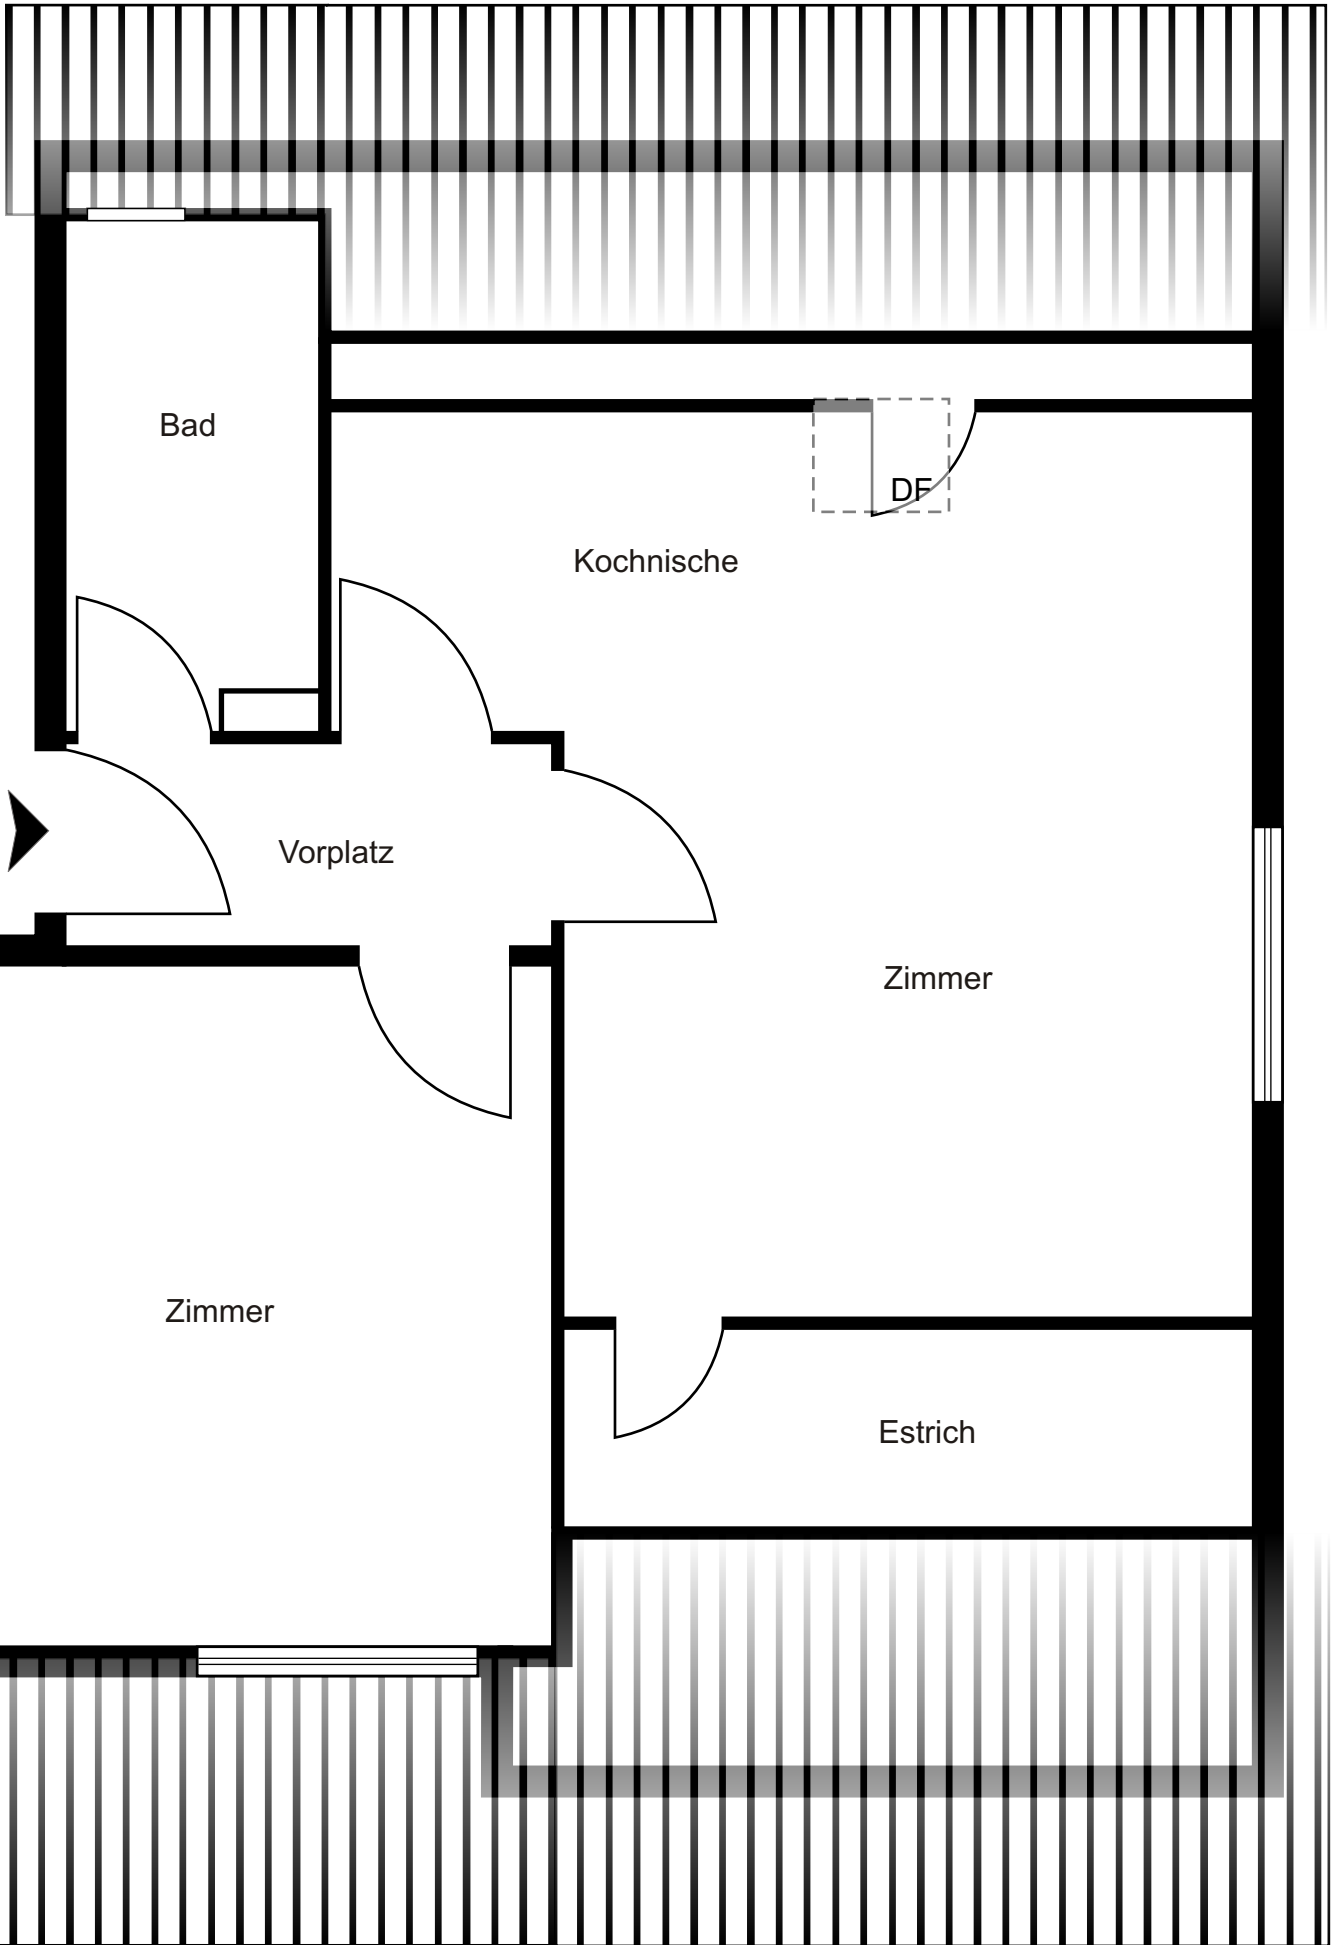 Bad
DF
Kochnische
Vorplatz
Zimmer
Zimmer
Estrich